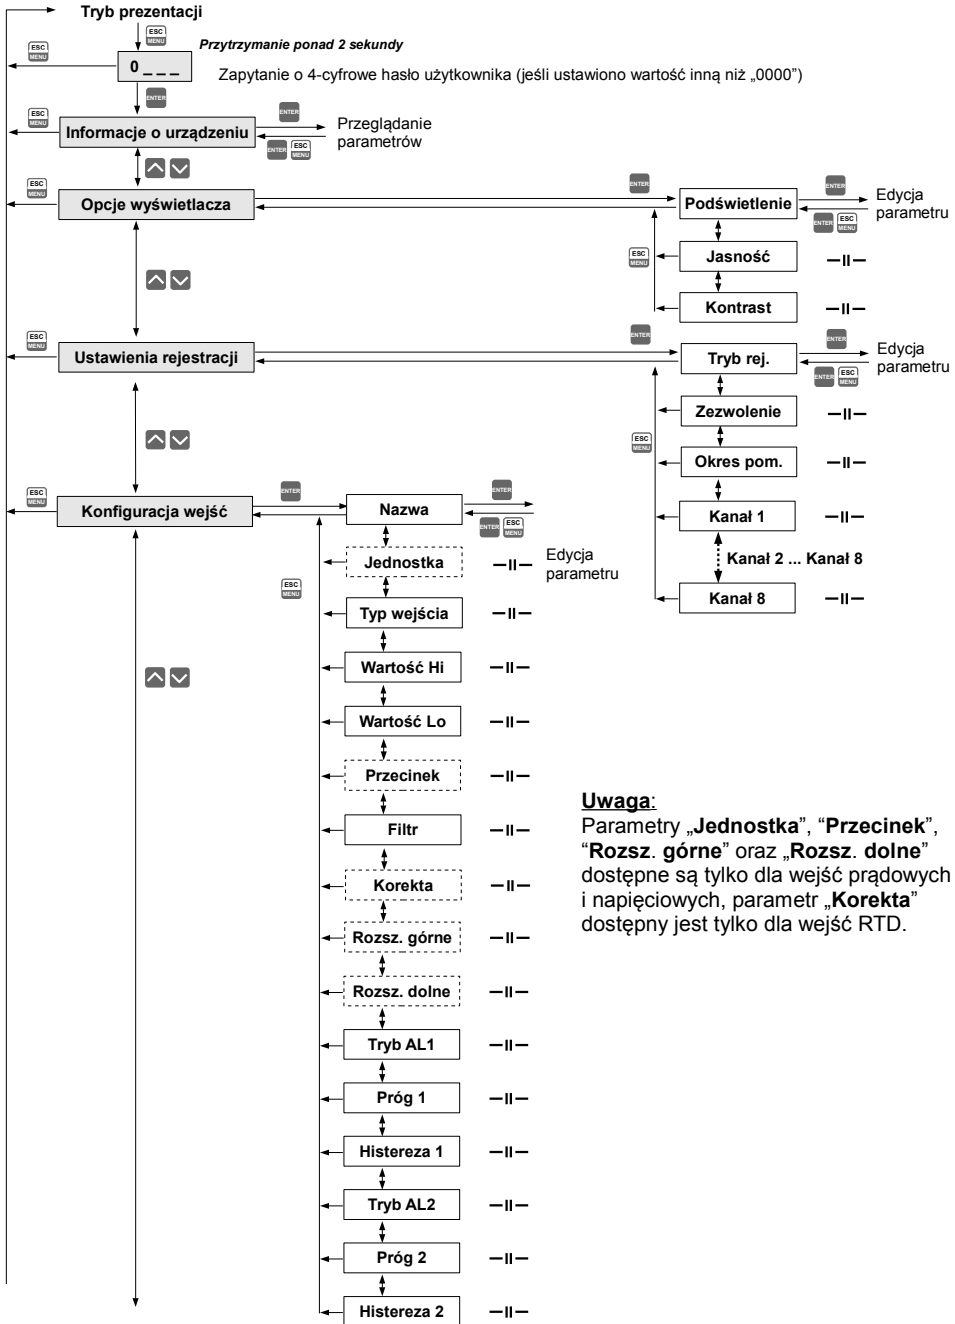 Tryb prezentacji
ESC
MENU
Przytrzymanie ponad 2 sekundy
ESC
MENU
0 _ _ _
Zapytanie o 4-cyfrowe hasło użytkownika (jeśli ustawiono wartość inną niż „0000”)
ENTER
ENTER
ESC
MENU
Informacje o urządzeniu
Przeglądanie
parametrów
ENTER
ESC
MENU
ESC
MENU
Opcje wyświetlacza
ENTER
Podświetlenie
ENTER
Edycja
parametru
ENTER
ESC
MENU
ESC
MENU
Jasność
—II—
Kontrast
—II—
ESC
MENU
Ustawienia rejestracji
ENTER
Tryb rej.
ENTER
Edycja
parametru
ENTER
ESC
MENU
Zezwolenie
—II—
ESC
MENU
Okres pom.
—II—
Kanał 1
—II—
Kanał 2 ... Kanał 8
Kanał 8
—II—
ESC
MENU
Konfiguracja wejść
ENTER
Nazwa
ENTER
ENTER
ESC
MENU
Jednostka
—II—
Edycja
parametru
ESC
MENU
Typ wejścia
—II—
Wartość Hi
—II—
Wartość Lo
—II—
Przecinek
—II—
Filtr
—II—
Korekta
—II—
Rozsz. górne
—II—
Rozsz. dolne
—II—
Tryb AL1
—II—
Próg 1
—II—
Histereza 1
—II—
Tryb AL2
—II—
Próg 2
—II—
Histereza 2
—II—
Uwaga:
Parametry „Jednostka”, “Przecinek”,
“Rozsz. górne” oraz „Rozsz. dolne”
dostępne są tylko dla wejść prądowych
i napięciowych, parametr „Korekta”
dostępny jest tylko dla wejść RTD.